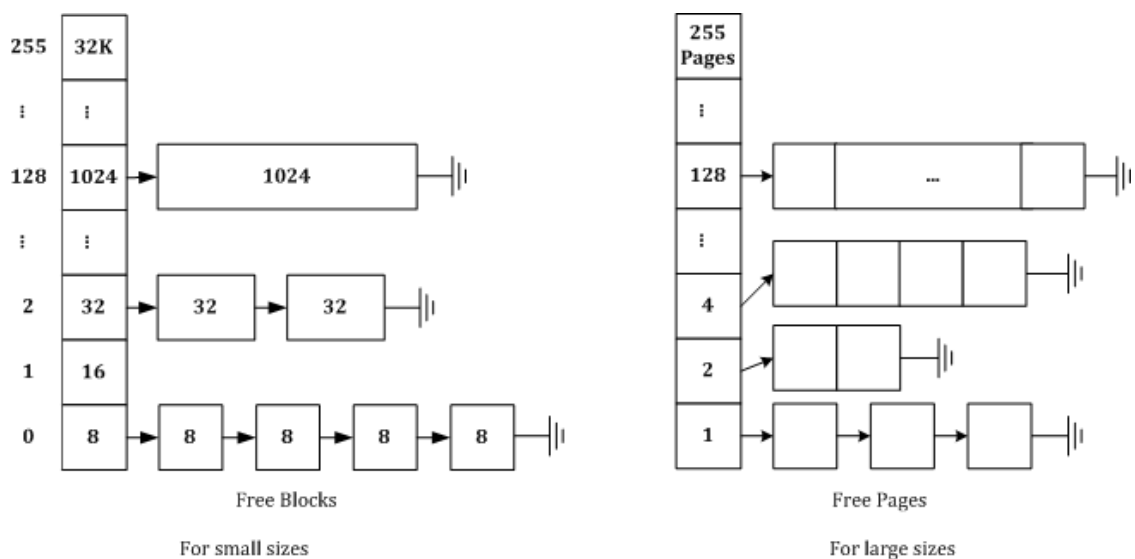 255 32K
⋮ ⋮
128 1024 1024
⋮ ⋮
2 32 32 32
1 16
0 8 8 8 8 8
Free Blocks
For small sizes
255
Pages
⋮
128 ...
⋮
4
2
1
Free Pages
For large sizes